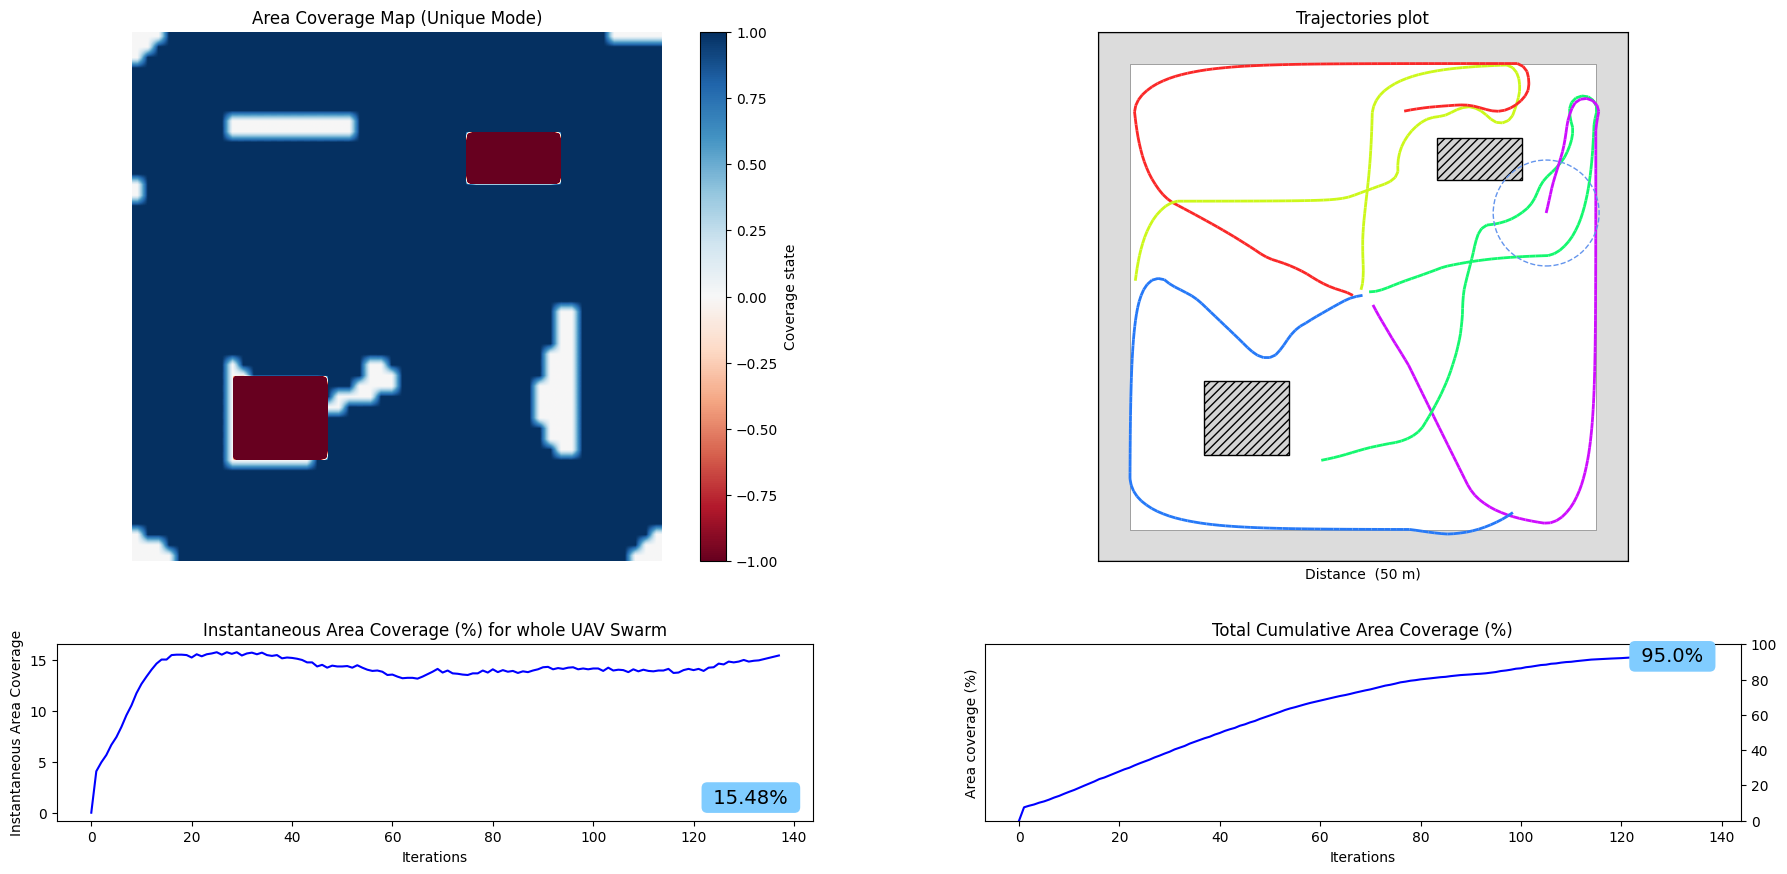 Area Coverage Map (Unique Mode)
1.00
0.75
0.50
0.25
0.00
−0.25
−0.50
−0.75
−1.00
Coverage state
Trajectories plot
Distance  (50 m)
Instantaneous Area Coverage (%) for whole UAV Swarm
Instantaneous Area Coverage
15
10
5
0
15.48%
0 20 40 60 80 100 120 140
Iterations
Total Cumulative Area Coverage (%)
Area coverage (%)
95.0%
100
80
60
40
20
0
0 20 40 60 80 100 120 140
Iterations